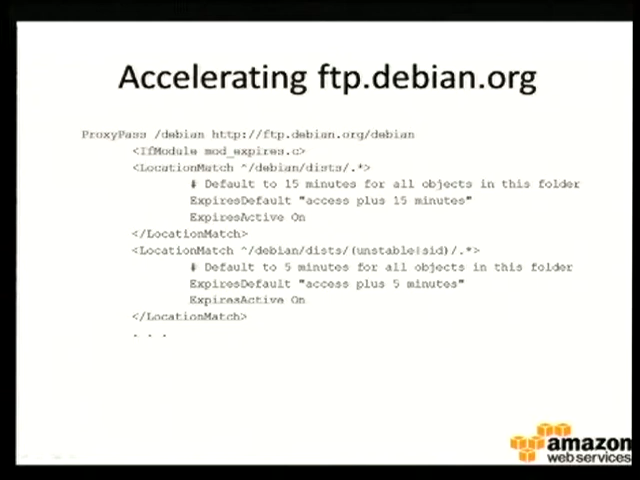 Accelerating ftp.debian.org
ProxyPass /debian http://ftp.debian.org/debian
<IfModule mod_expires.c>
<LocationMatch ^/debian/dists/.*>
# Default to 15 minutes for all objects in this folder
ExpiresDefault "access plus 15 minutes"
ExpiresActive On
</LocationMatch>
<LocationMatch ^/debian/dists/(unstable|sid)/.*>
# Default to 5 minutes for all objects in this folder
ExpiresDefault "access plus 5 minutes"
ExpiresActive On
</LocationMatch>
. . .
amazon
web services